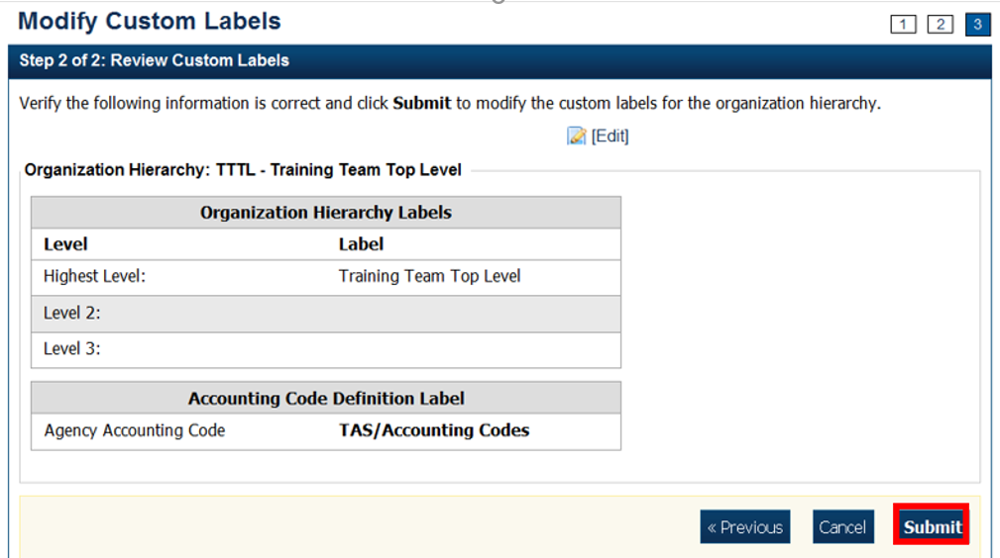 Modify Custom Labels
1 2 3
Step 2 of 2: Review Custom Labels
Verify the following information is correct and click Submit to modify the custom labels for the organization hierarchy.
[Edit]
Organization Hierarchy: TTTL - Training Team Top Level
Organization Hierarchy Labels
Level Label
Highest Level: Training Team Top Level
Level 2:
Level 3:
Accounting Code Definition Label
Agency Accounting Code TAS/Accounting Codes
« Previous Cancel Submit